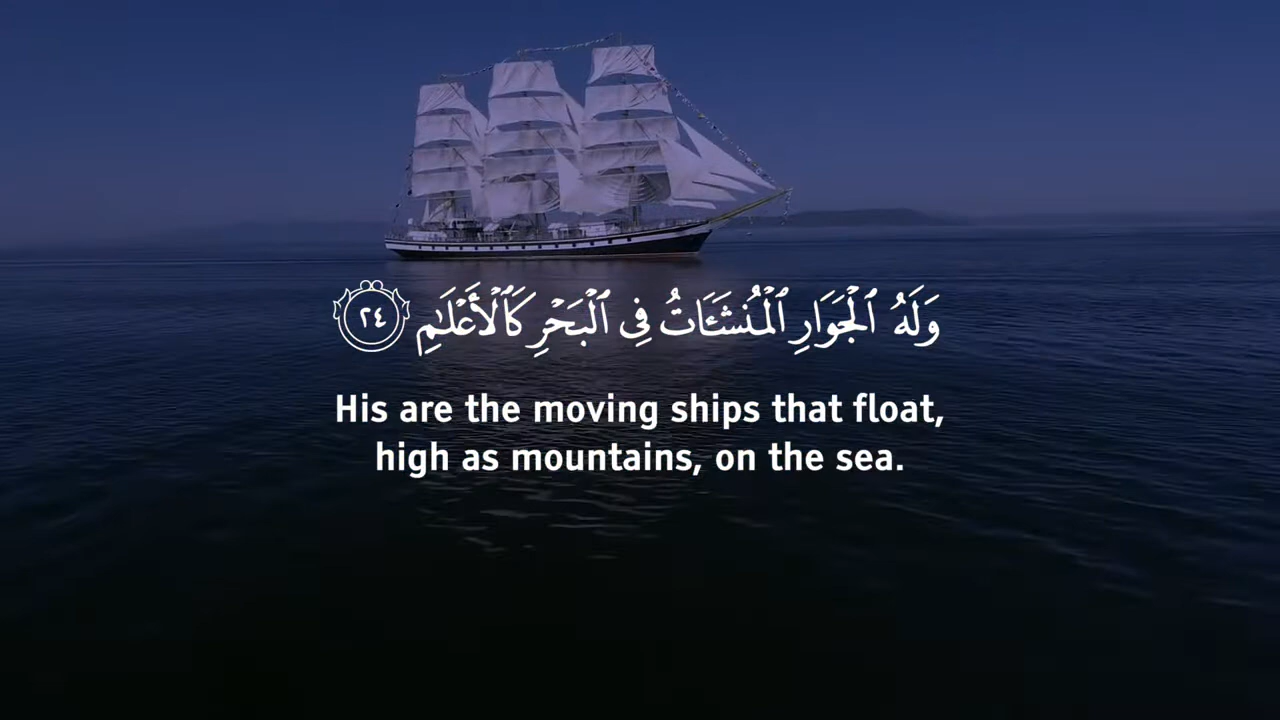 وَلَهُ ٱلْجَوَارِ ٱلْمُنشَـَٔاتُ فِى ٱلْبَحْرِ كَٱلْأَعْلَـٰمِ ٢٤
His are the moving ships that float,
high as mountains, on the sea.